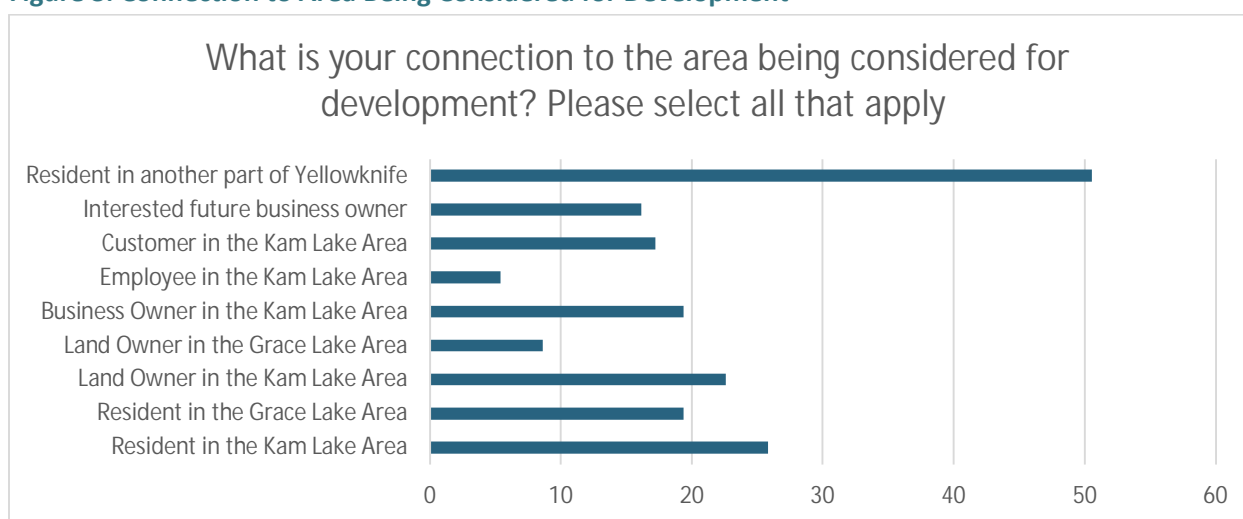 What is your connection to the area being considered for
development? Please select all that apply
Resident in another part of Yellowknife
Interested future business owner
Customer in the Kam Lake Area
Employee in the Kam Lake Area
Business Owner in the Kam Lake Area
Land Owner in the Grace Lake Area
Land Owner in the Kam Lake Area
Resident in the Grace Lake Area
Resident in the Kam Lake Area
0 10 20 30 40 50 60